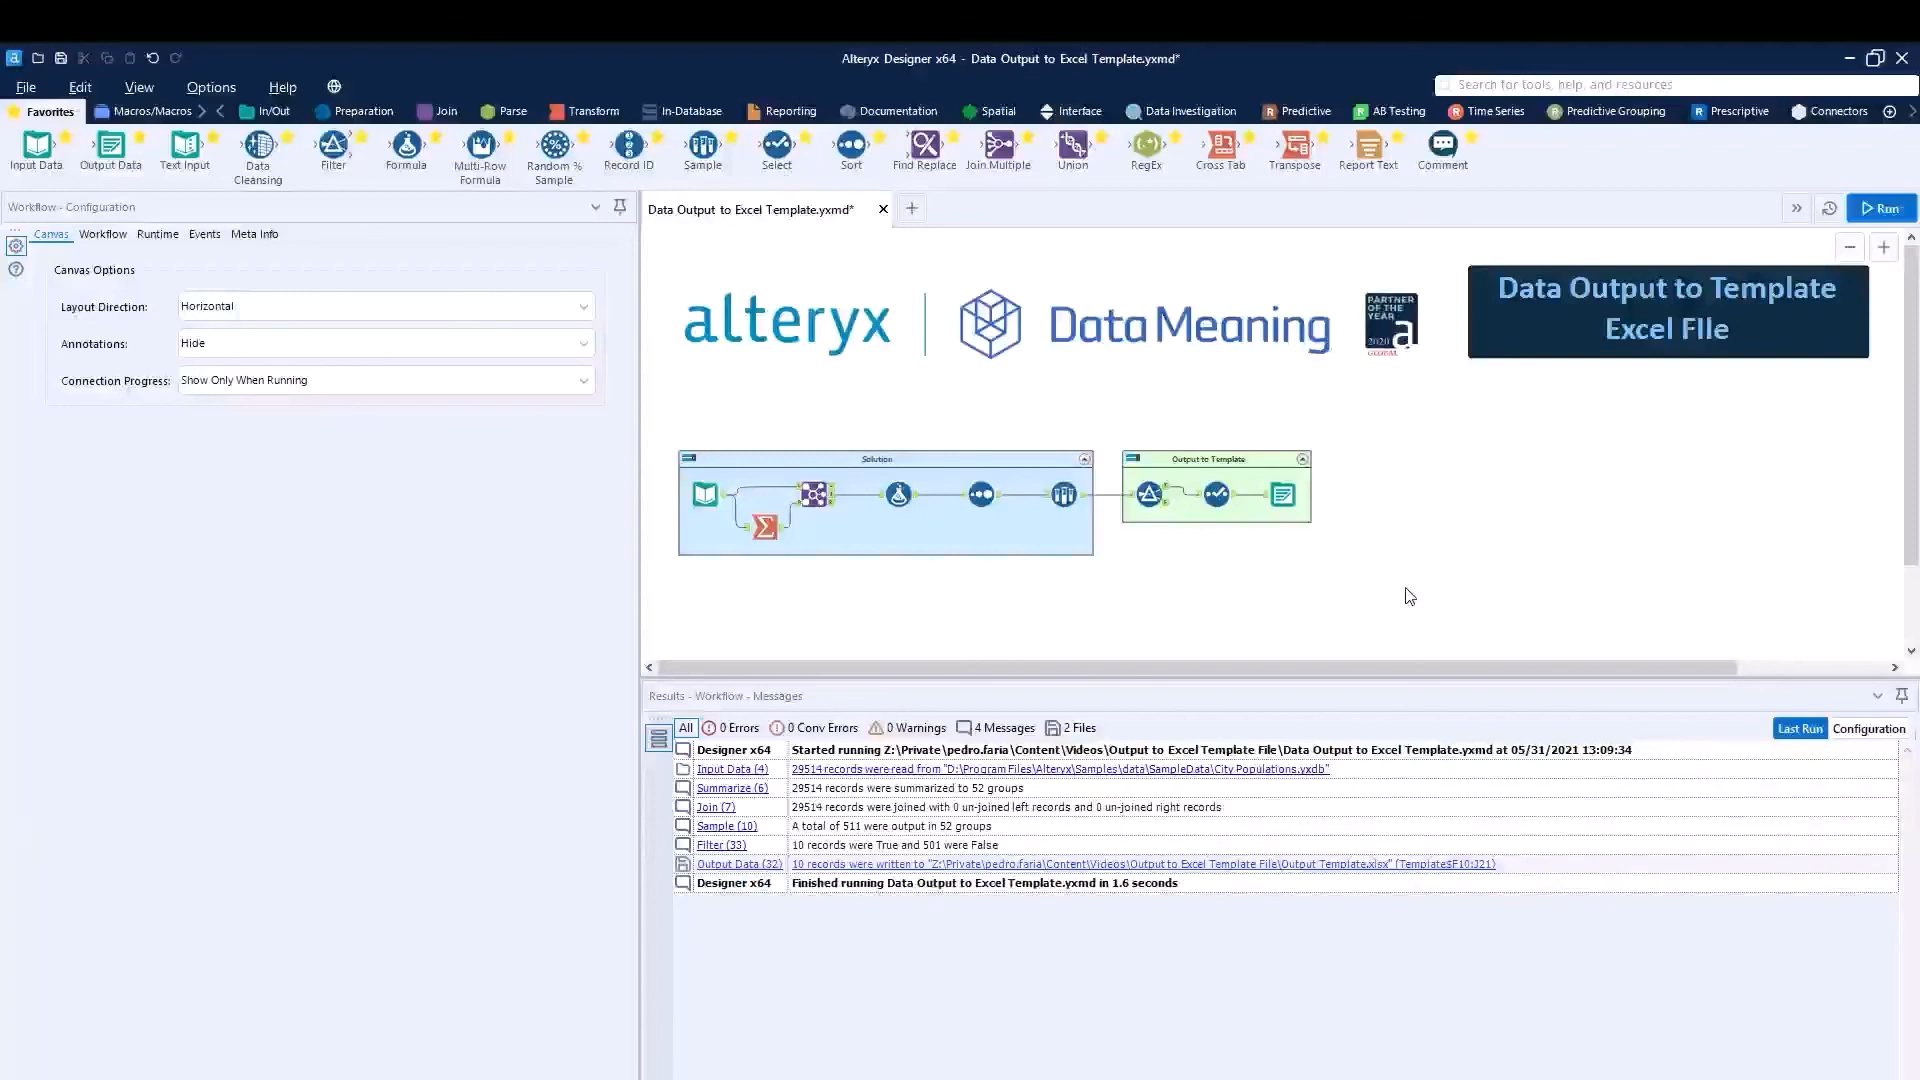 Alteryx Designer x64 - Data Output to Excel Template.yxmd*
File Edit View Options Help
Search for tools, help, and resources
Favorites Macros/Macros In/Out Preparation Join Parse Transform In-Database Reporting Documentation Spatial Interface Data Investigation Predictive AB Testing Time Series Predictive Grouping Prescriptive Connectors
Input Data Output Data Text Input Data Cleansing Filter Formula Multi-Row Formula Random % Sample Record ID Sample Select Sort Find Replace Join Multiple Union RegEx Cross Tab Transpose Report Text Comment
Workflow - Configuration
Data Output to Excel Template.yxmd*
Run
Canvas Workflow Runtime Events Meta Info
Canvas Options
Layout Direction: Horizontal
Annotations: Hide
Connection Progress: Show Only When Running
alteryx
Data Meaning
PARTNER
OF THE
YEAR
a
2020
GLOBAL
Data Output to Template
Excel FIle
Solution
Output to Template
Results - Workflow - Messages
All 0 Errors 0 Conv Errors 0 Warnings 4 Messages 2 Files Last Run Configuration
Designer x64 Started running Z:\Private\pedro.faria\Content\Videos\Output to Excel Template File\Data Output to Excel Template.yxmd at 05/31/2021 13:09:34
Input Data (4) 29514 records were read from "D:\Program Files\Alteryx\Samples\data\SampleData\City Populations.yxdb"
Summarize (6) 29514 records were summarized to 52 groups
Join (7) 29514 records were joined with 0 un-joined left records and 0 un-joined right records
Sample (10) A total of 511 were output in 52 groups
Filter (33) 10 records were True and 501 were False
Output Data (32) 10 records were written to "Z:\Private\pedro.faria\Content\Videos\Output to Excel Template File\Output Template.xlsx" (Template$F10:J21)
Designer x64 Finished running Data Output to Excel Template.yxmd in 1.6 seconds